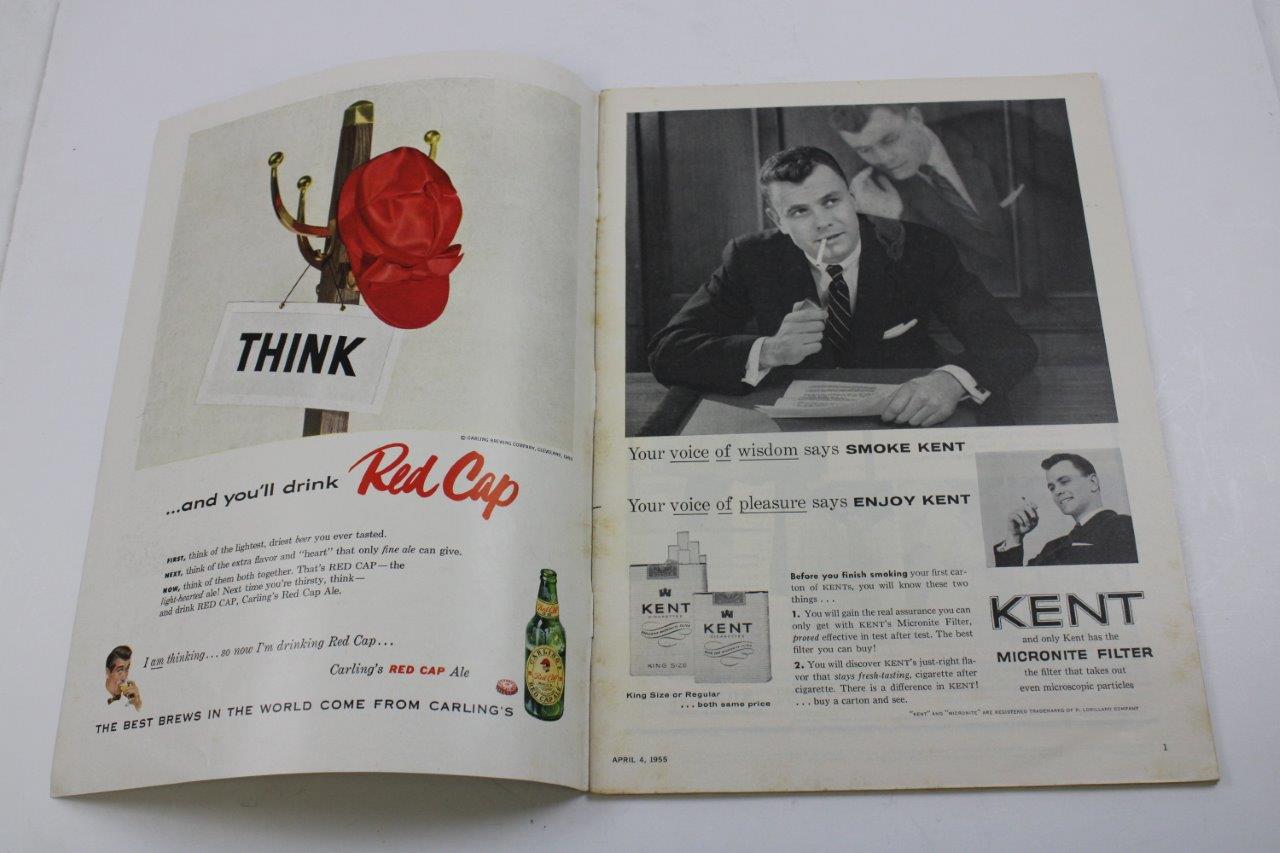 THINK
© CARLING BREWING COMPANY, CLEVELAND, OHIO
...and you'll drink Red Cap
FIRST, think of the lightest, driest beer you ever tasted.
NEXT, think of the extra flavor and "heart" that only fine ale can give.
NOW, think of them both together. That's RED CAP—the
light-hearted ale! Next time you're thirsty, think—
and drink RED CAP, Carling's Red Cap Ale.
I am thinking...so now I'm drinking Red Cap...
Carling's RED CAP Ale
THE BEST BREWS IN THE WORLD COME FROM CARLING'S
CARLING'S
Red Cap
RED CAP ALE
Your voice of wisdom says SMOKE KENT
Your voice of pleasure says ENJOY KENT
KENT
CIGARETTES
KING SIZE
KENT
CIGARETTES
King Size or Regular
...both same price
Before you finish smoking your first car-
ton of KENTS, you will know these two
things . . .
1. You will gain the real assurance you can
only get with KENT's Micronite Filter,
proved effective in test after test. The best
filter you can buy!
2. You will discover KENT's just-right fla-
vor that stays fresh-tasting, cigarette after
cigarette. There is a difference in KENT!
. . . buy a carton and see.
KENT
and only Kent has the
MICRONITE FILTER
the filter that takes out
even microscopic particles
"KENT" AND "MICRONITE" ARE REGISTERED TRADEMARKS OF P. LORILLARD COMPANY
APRIL 4, 1955
1